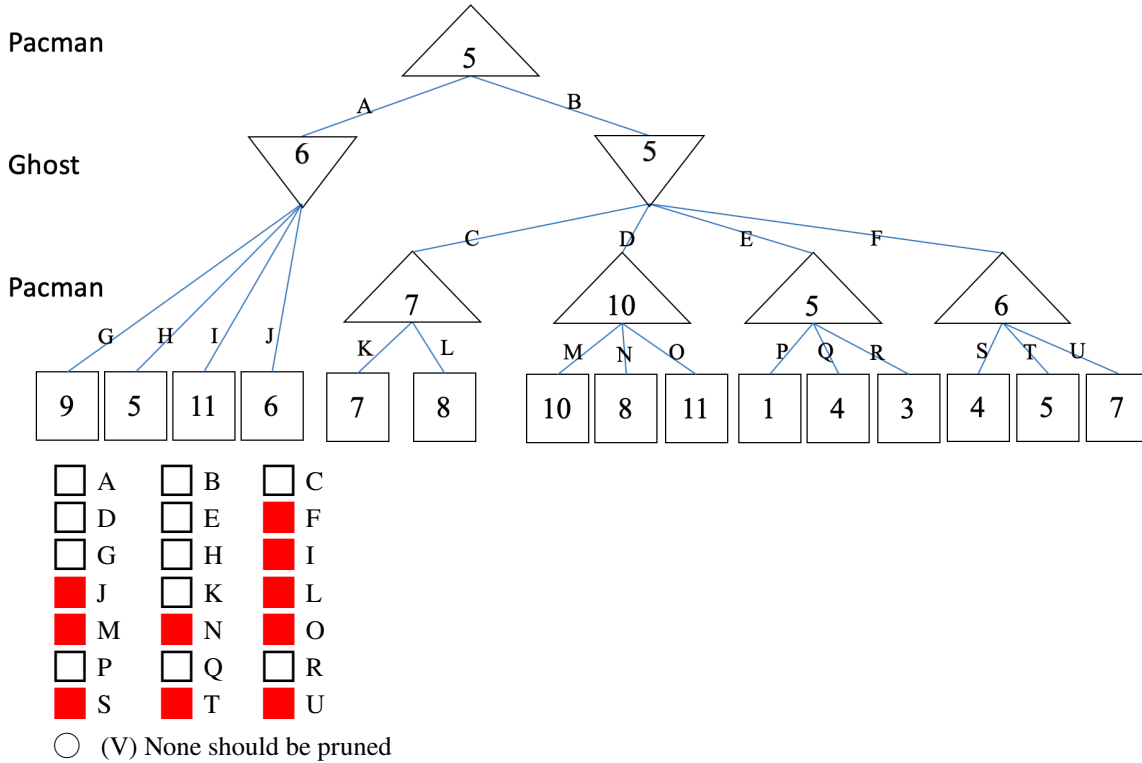 Pacman
5
A
B
Ghost
6
5
C
D
E
F
Pacman
7
10
5
6
G
H
I
J
K
L
M
N
O
P
Q
R
S
T
U
9
5
11
6
7
8
10
8
11
1
4
3
4
5
7
A B C
D E F
G H I
J K L
M N O
P Q R
S T U
(V) None should be pruned